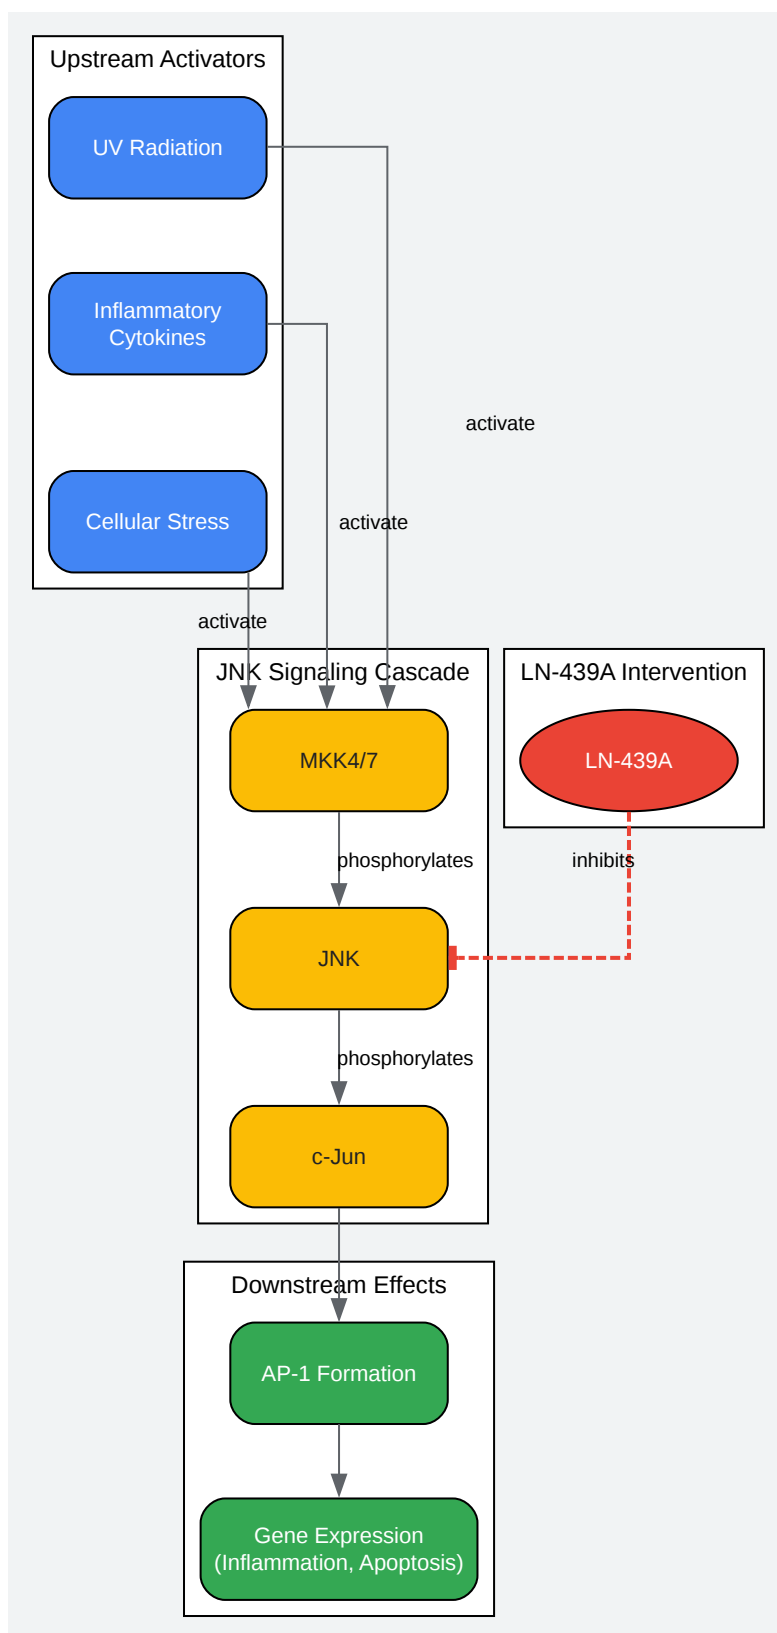 Upstream Activators
UV Radiation
Inflammatory
Cytokines
activate
Cellular Stress
activate
activate
JNK Signaling Cascade
LN-439A Intervention
MKK4/7
LN-439A
phosphorylates
inhibits
JNK
phosphorylates
c-Jun
Downstream Effects
AP-1 Formation
Gene Expression
(Inflammation, Apoptosis)